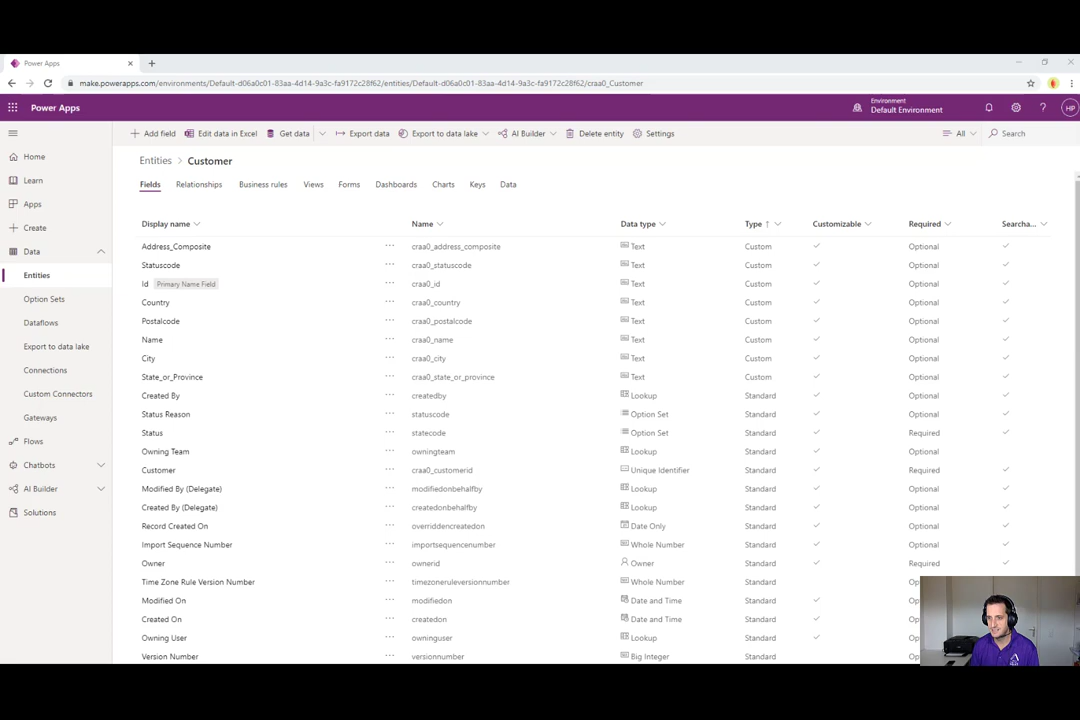 Power Apps
make.powerapps.com/environments/Default-d06a0c01-83aa-4d14-9a3c-fa9172c28f62/entities/Default-d06a0c01-83aa-4d14-9a3c-fa9172c28f62/craa0_Customer
Power Apps
Environment
Default Environment
HP
Add field Edit data in Excel Get data Export data Export to data lake AI Builder Delete entity Settings All Search
Home
Learn
Apps
Create
Data
Entities
Option Sets
Dataflows
Export to data lake
Connections
Custom Connectors
Gateways
Flows
Chatbots
AI Builder
Solutions
Entities > Customer
Fields Relationships Business rules Views Forms Dashboards Charts Keys Data
Display name Name Data type Type ↑ Customizable Required Searcha...
Address_Composite ... craa0_address_composite Text Custom ✓ Optional ✓
Statuscode ... craa0_statuscode Text Custom ✓ Optional ✓
Id Primary Name Field ... craa0_id Text Custom ✓ Optional ✓
Country ... craa0_country Text Custom ✓ Optional ✓
Postalcode ... craa0_postalcode Text Custom ✓ Optional ✓
Name ... craa0_name Text Custom ✓ Optional ✓
City ... craa0_city Text Custom ✓ Optional ✓
State_or_Province ... craa0_state_or_province Text Custom ✓ Optional ✓
Created By ... createdby Lookup Standard ✓ Optional ✓
Status Reason ... statuscode Option Set Standard ✓ Optional ✓
Status ... statecode Option Set Standard ✓ Required ✓
Owning Team ... owningteam Lookup Standard ✓ Optional
Customer ... craa0_customerid Unique Identifier Standard ✓ Required ✓
Modified By (Delegate) ... modifiedonbehalfby Lookup Standard ✓ Optional ✓
Created By (Delegate) ... createdonbehalfby Lookup Standard ✓ Optional ✓
Record Created On ... overriddencreatedon Date Only Standard ✓ Optional ✓
Import Sequence Number ... importsequencenumber Whole Number Standard ✓ Optional ✓
Owner ... ownerid Owner Standard ✓ Required ✓
Time Zone Rule Version Number ... timezoneruleversionnumber Whole Number Standard
Modified On ... modifiedon Date and Time Standard ✓
Created On ... createdon Date and Time Standard ✓
Owning User ... owninguser Lookup Standard ✓
Version Number ... versionnumber Big Integer Standard